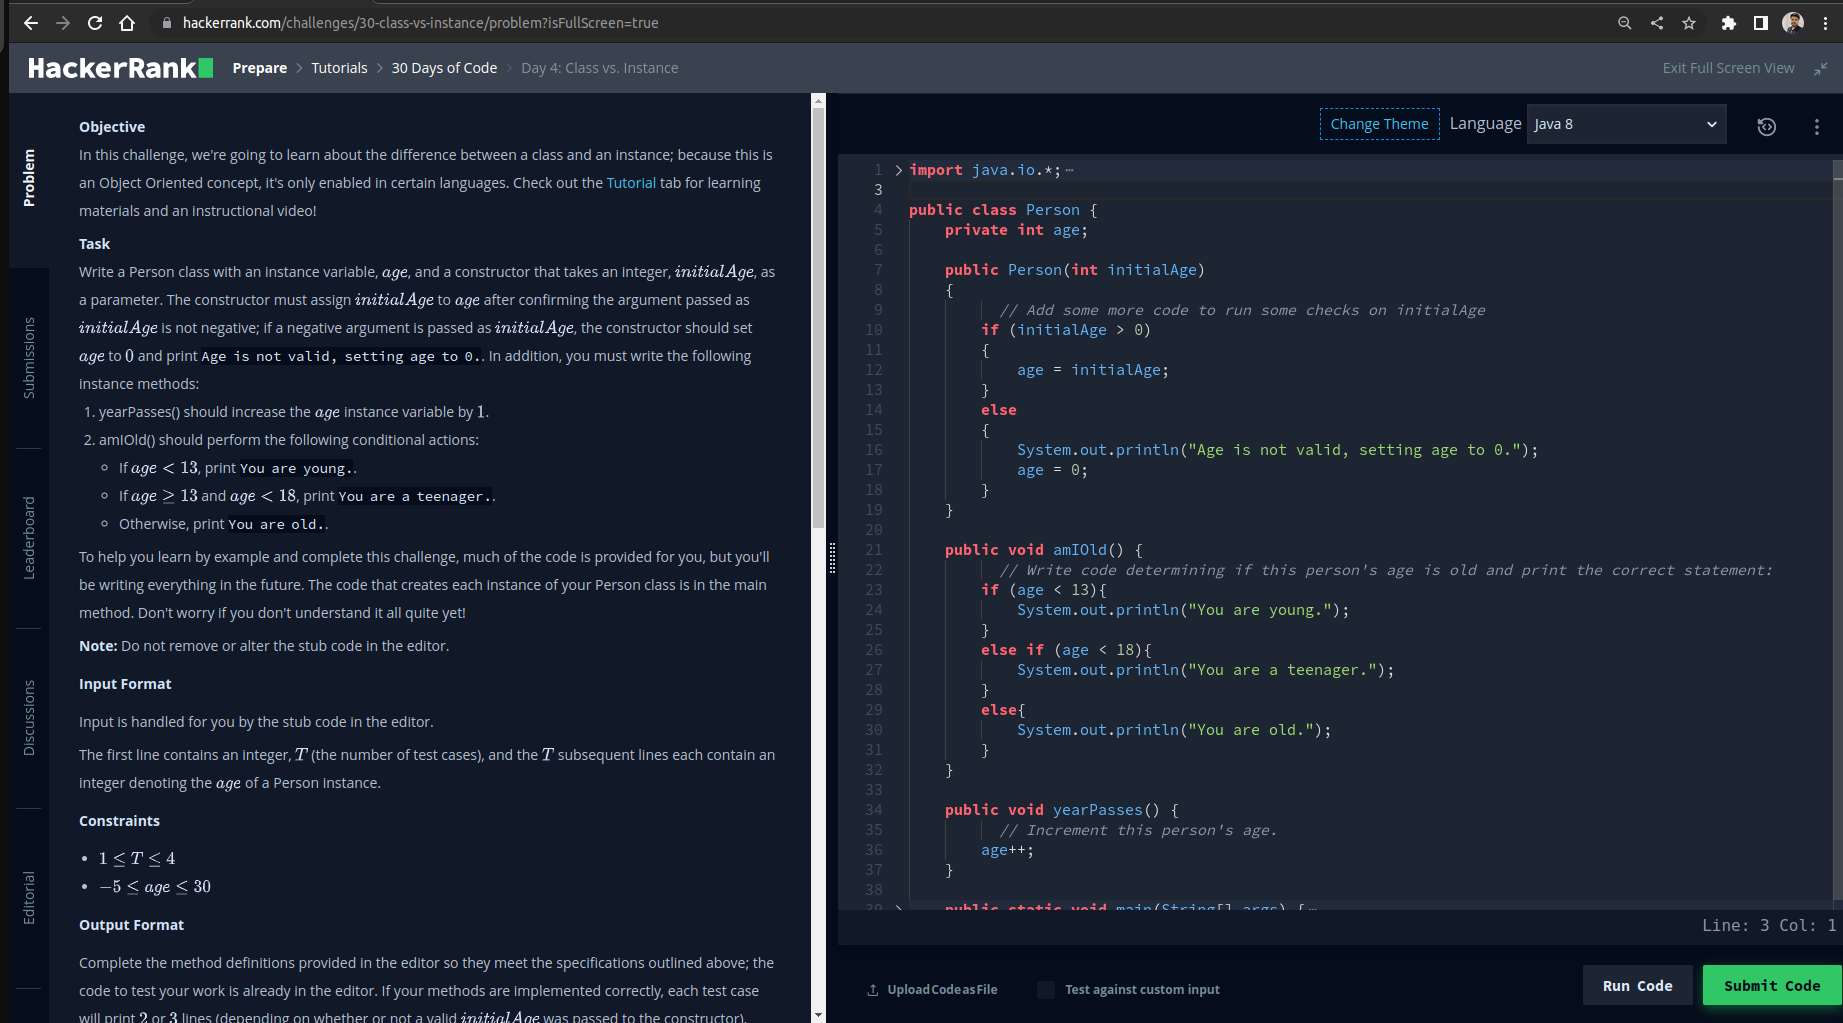 hackerrank.com/challenges/30-class-vs-instance/problem?isFullScreen=true
HackerRank
Prepare > Tutorials > 30 Days of Code > Day 4: Class vs. Instance
Exit Full Screen View
Problem
Submissions
Leaderboard
Discussions
Editorial
Objective
In this challenge, we're going to learn about the difference between a class and an instance; because this is
an Object Oriented concept, it's only enabled in certain languages. Check out the Tutorial tab for learning
materials and an instructional video!
Task
Write a Person class with an instance variable, age, and a constructor that takes an integer, initialAge, as
a parameter. The constructor must assign initialAge to age after confirming the argument passed as
initialAge is not negative; if a negative argument is passed as initialAge, the constructor should set
age to 0 and print Age is not valid, setting age to 0.. In addition, you must write the following
instance methods:
1. yearPasses() should increase the age instance variable by 1.
2. amIOld() should perform the following conditional actions:
◦ If age < 13, print You are young..
◦ If age ≥ 13 and age < 18, print You are a teenager..
◦ Otherwise, print You are old..
To help you learn by example and complete this challenge, much of the code is provided for you, but you'll
be writing everything in the future. The code that creates each instance of your Person class is in the main
method. Don't worry if you don't understand it all quite yet!
Note: Do not remove or alter the stub code in the editor.
Input Format
Input is handled for you by the stub code in the editor.
The first line contains an integer, T (the number of test cases), and the T subsequent lines each contain an
integer denoting the age of a Person instance.
Constraints
• 1 ≤ T ≤ 4
• −5 ≤ age ≤ 30
Output Format
Complete the method definitions provided in the editor so they meet the specifications outlined above; the
code to test your work is already in the editor. If your methods are implemented correctly, each test case
will print 2 or 3 lines (depending on whether or not a valid initialAge was passed to the constructor).
Change Theme Language Java 8
1 import java.io.*;
3
4 public class Person {
5 private int age;
6
7 public Person(int initialAge)
8 {
9 // Add some more code to run some checks on initialAge
10 if (initialAge > 0)
11 {
12 age = initialAge;
13 }
14 else
15 {
16 System.out.println("Age is not valid, setting age to 0.");
17 age = 0;
18 }
19 }
20
21 public void amIOld() {
22 // Write code determining if this person's age is old and print the correct statement:
23 if (age < 13){
24 System.out.println("You are young.");
25 }
26 else if (age < 18){
27 System.out.println("You are a teenager.");
28 }
29 else{
30 System.out.println("You are old.");
31 }
32 }
33
34 public void yearPasses() {
35 // Increment this person's age.
36 age++;
37 }
38
39 public static void main(String[] args) {
Line: 3 Col: 1
Upload Code as File
Test against custom input
Run Code
Submit Code